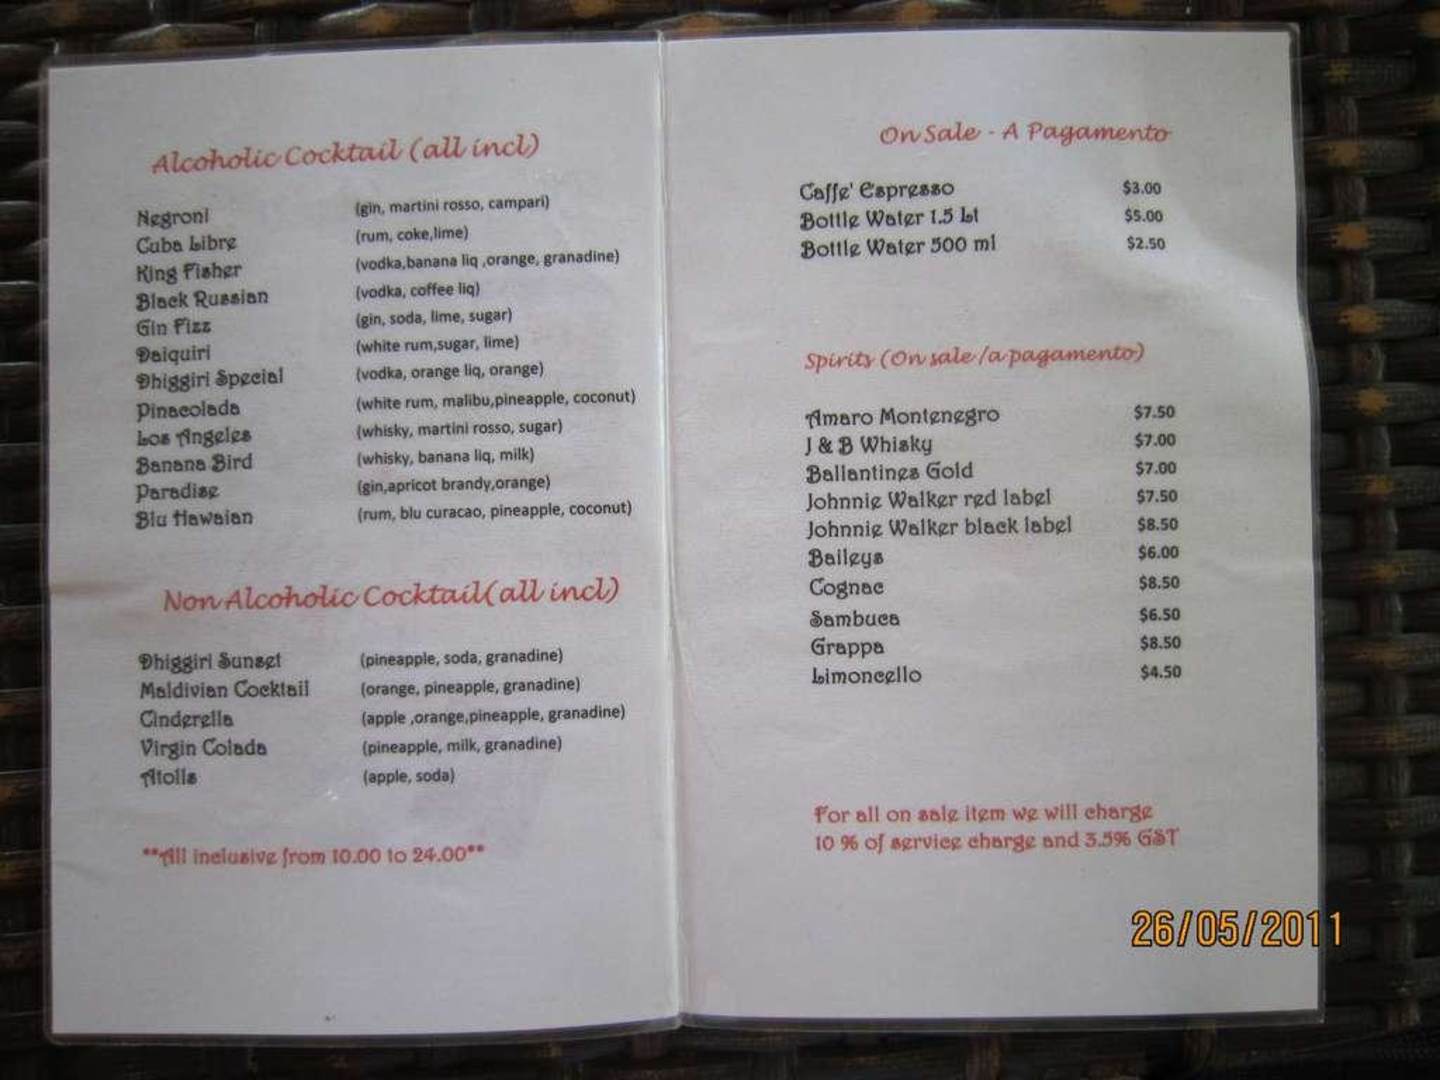 Alcoholic Cocktail (all incl)
Negroni (gin, martini rosso, campari)
Cuba Libre (rum, coke,lime)
King Fisher (vodka,banana liq ,orange, granadine)
Black Russian (vodka, coffee liq)
Gin Fizz (gin, soda, lime, sugar)
Daiquiri (white rum,sugar, lime)
Dhiggiri Special (vodka, orange liq, orange)
Pinacolada (white rum, malibu,pineapple, coconut)
Los Angeles (whisky, martini rosso, sugar)
Banana Bird (whisky, banana liq, milk)
Paradise (gin,apricot brandy,orange)
Blu Hawaian (rum, blu curacao, pineapple, coconut)
Non Alcoholic Cocktail(all incl)
Dhiggiri Sunset (pineapple, soda, granadine)
Maldivian Cocktail (orange, pineapple, granadine)
Cinderella (apple ,orange,pineapple, granadine)
Virgin Colada (pineapple, milk, granadine)
Atolls (apple, soda)
**All inclusive from 10.00 to 24.00**
On Sale - A Pagamento
Caffe' Espresso $3.00
Bottle Water 1.5 Lt $5.00
Bottle Water 500 ml $2.50
Spirits (On sale /a pagamento)
Amaro Montenegro $7.50
J & B Whisky $7.00
Ballantines Gold $7.00
Johnnie Walker red label $7.50
Johnnie Walker black label $8.50
Baileys $6.00
Cognac $8.50
Sambuca $6.50
Grappa $8.50
Limoncello $4.50
For all on sale item we will charge
10 % of service charge and 3.5% GST
26/05/2011